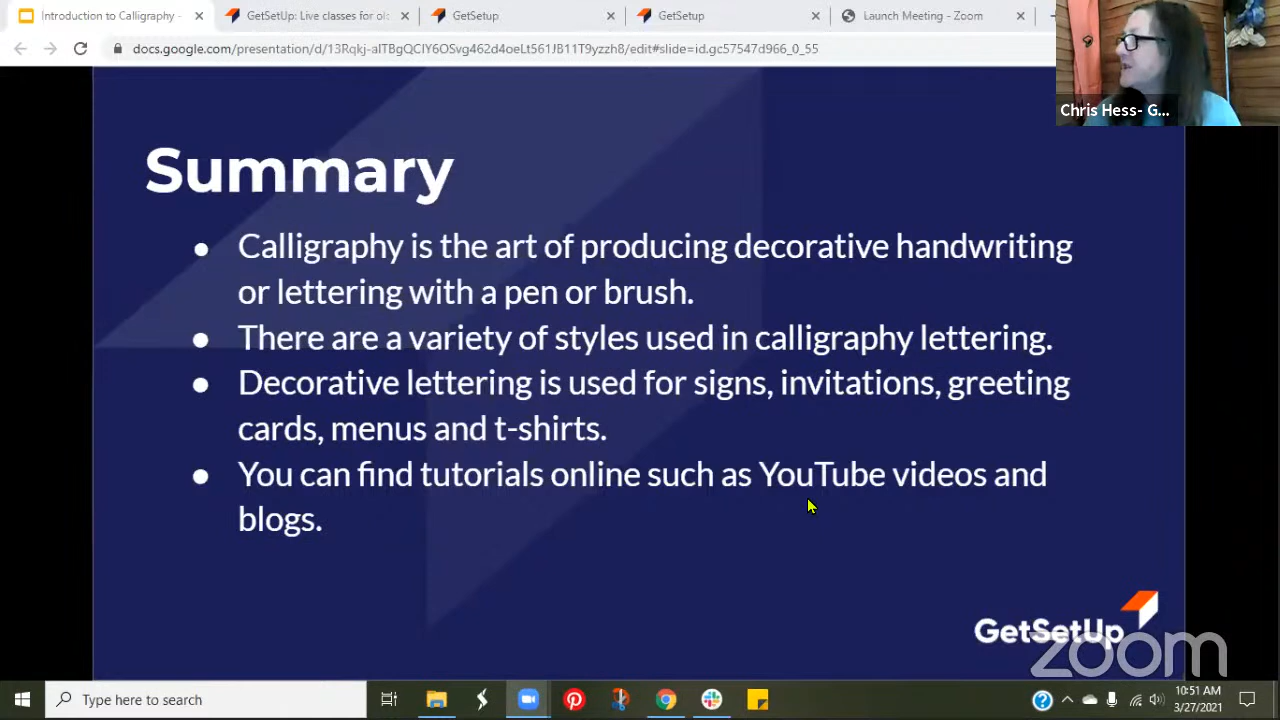 Introduction to Calligraphy -
GetSetUp: Live classes for ol
GetSetup
GetSetup
Launch Meeting - Zoom
Chris Hess- G...
Summary
● Calligraphy is the art of producing decorative handwriting
or lettering with a pen or brush.
● There are a variety of styles used in calligraphy lettering.
● Decorative lettering is used for signs, invitations, greeting
cards, menus and t-shirts.
● You can find tutorials online such as YouTube videos and
blogs.
GetSetUp
zoom
Type here to search
10:51 AM
3/27/2021